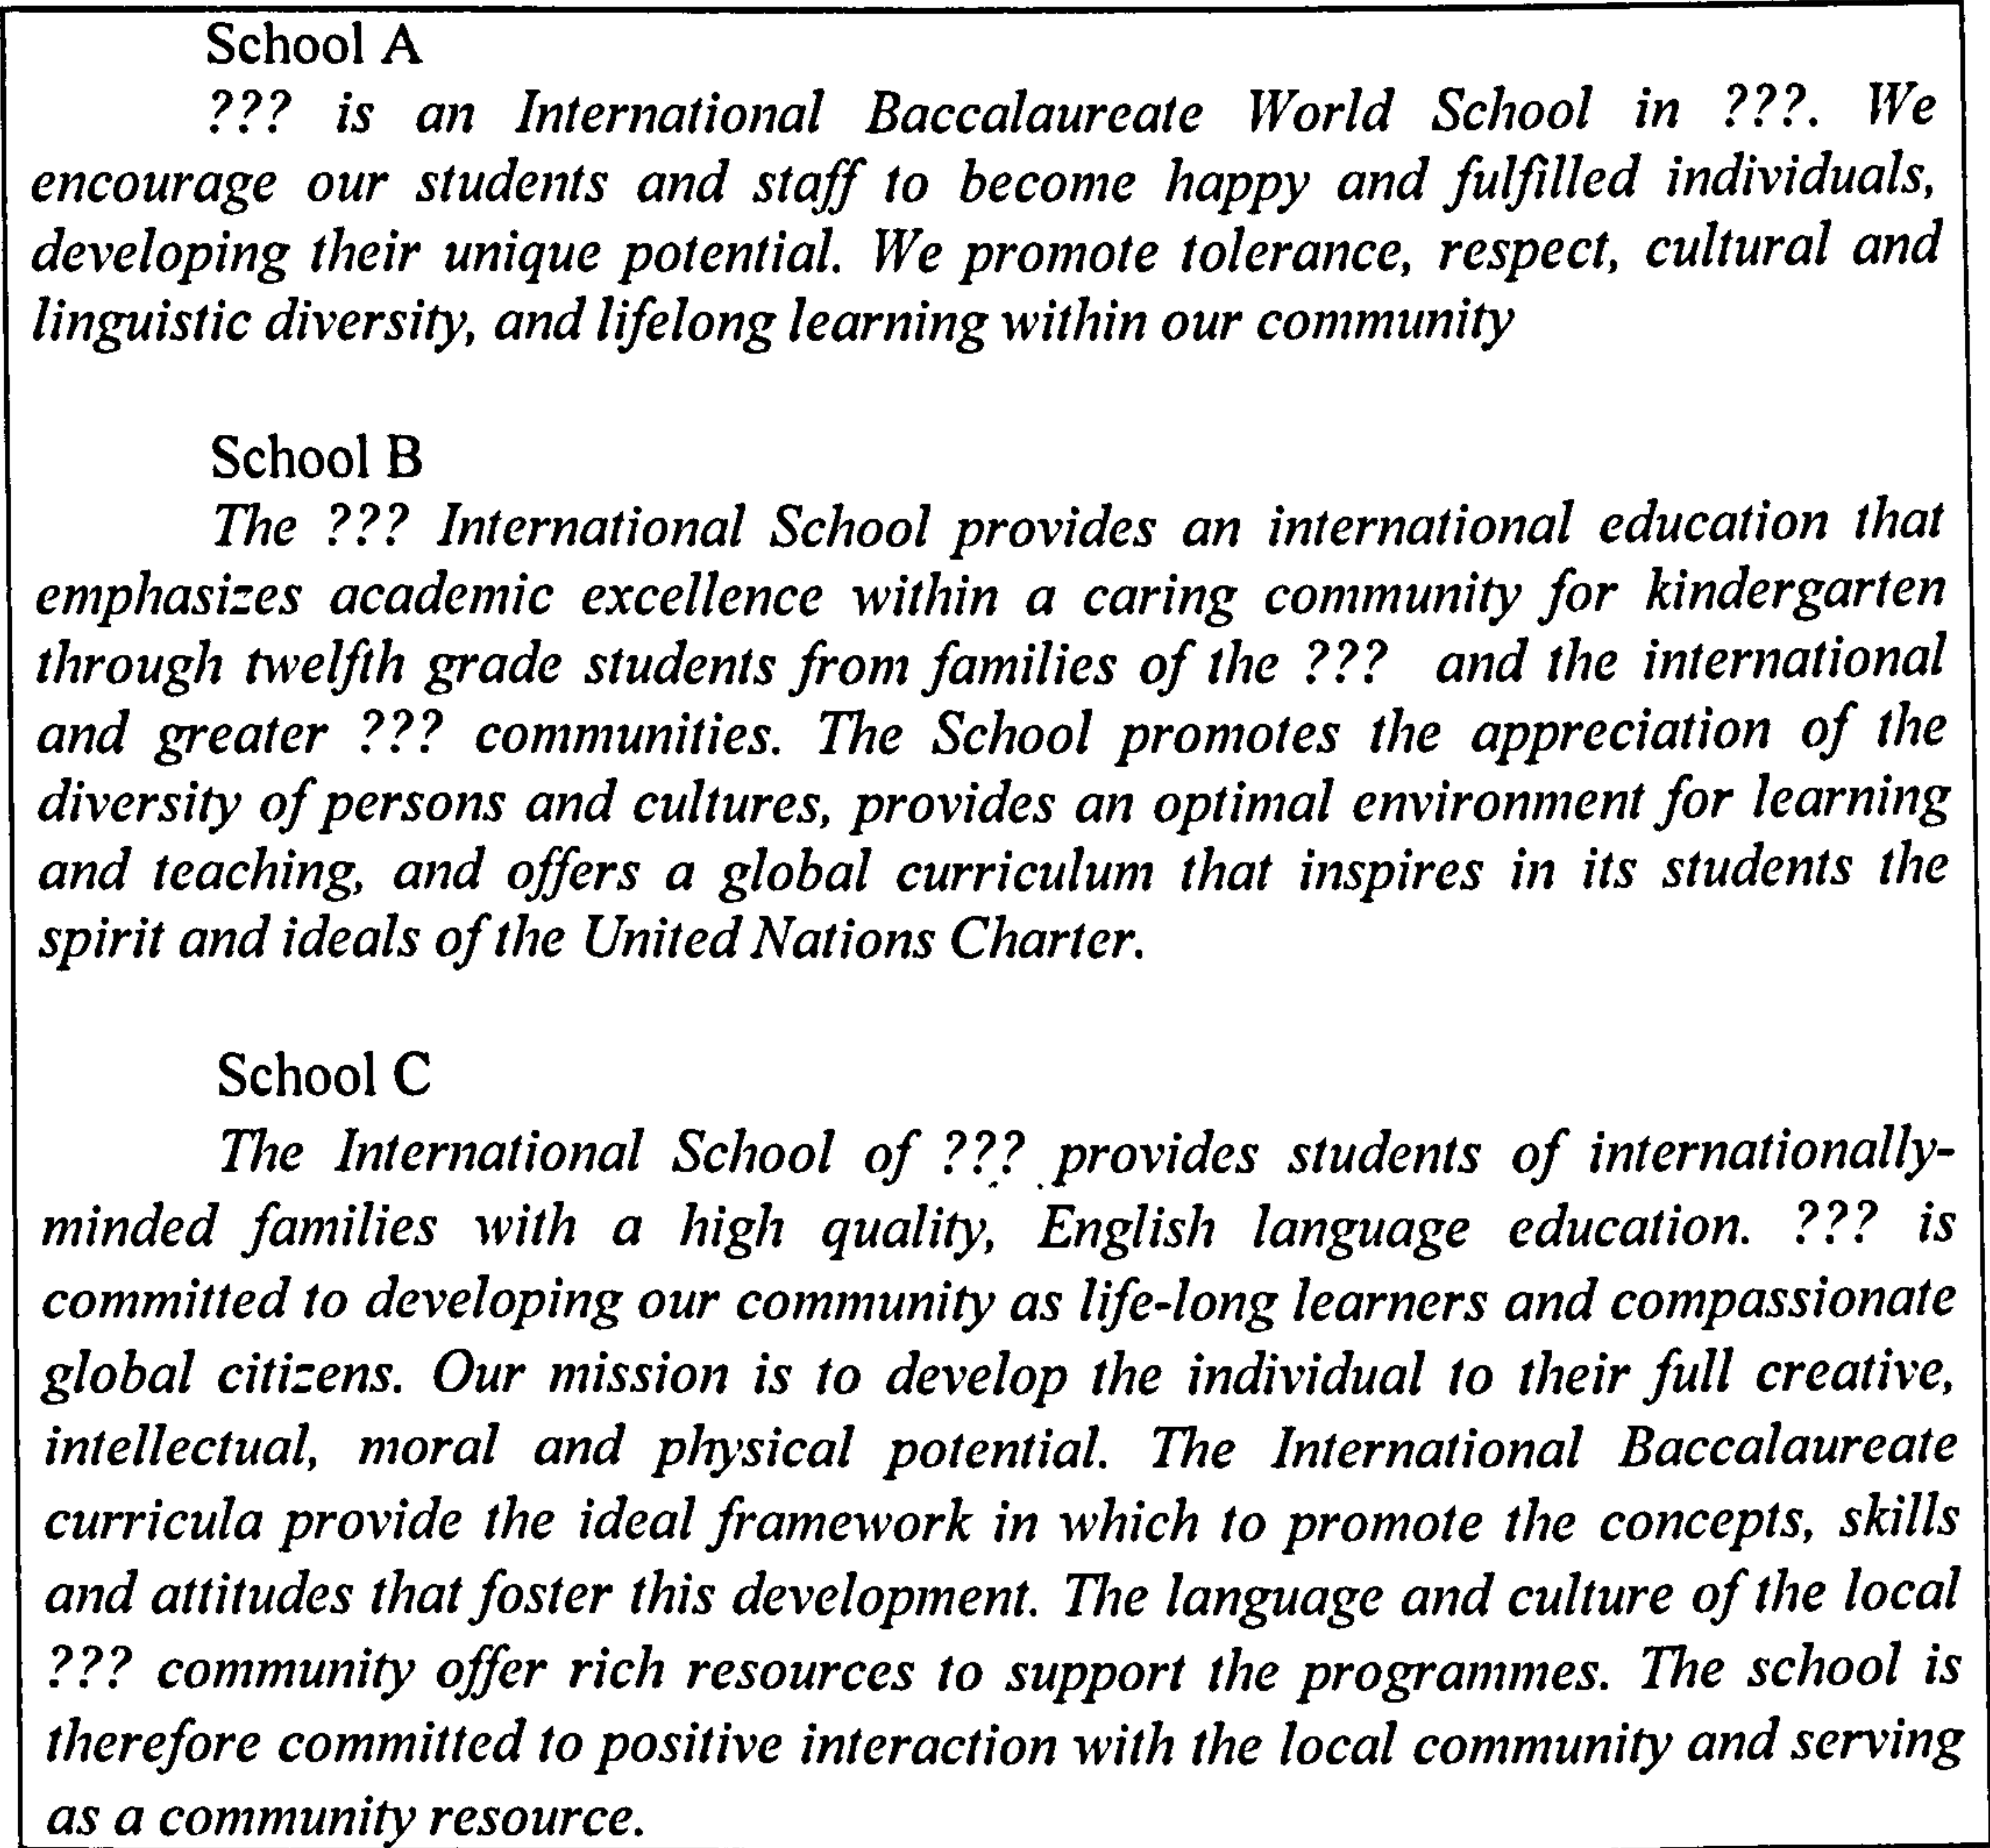 School A
??? is an International Baccalaureate World School in ???. We
encourage our students and staff to become happy and fulfilled individuals,
developing their unique potential. We promote tolerance, respect, cultural and
linguistic diversity, and lifelong learning within our community
School B
The ??? International School provides an international education that
emphasizes academic excellence within a caring community for kindergarten
through twelfth grade students from families of the ??? and the international
and greater ??? communities. The School promotes the appreciation of the
diversity of persons and cultures, provides an optimal environment for learning
and teaching, and offers a global curriculum that inspires in its students the
spirit and ideals of the United Nations Charter.
School C
The International School of ??? provides students of internationally-
minded families with a high quality, English language education. ??? is
committed to developing our community as life-long learners and compassionate
global citizens. Our mission is to develop the individual to their full creative,
intellectual, moral and physical potential. The International Baccalaureate
curricula provide the ideal framework in which to promote the concepts, skills
and attitudes that foster this development. The language and culture of the local
??? community offer rich resources to support the programmes. The school is
therefore committed to positive interaction with the local community and serving
as a community resource.